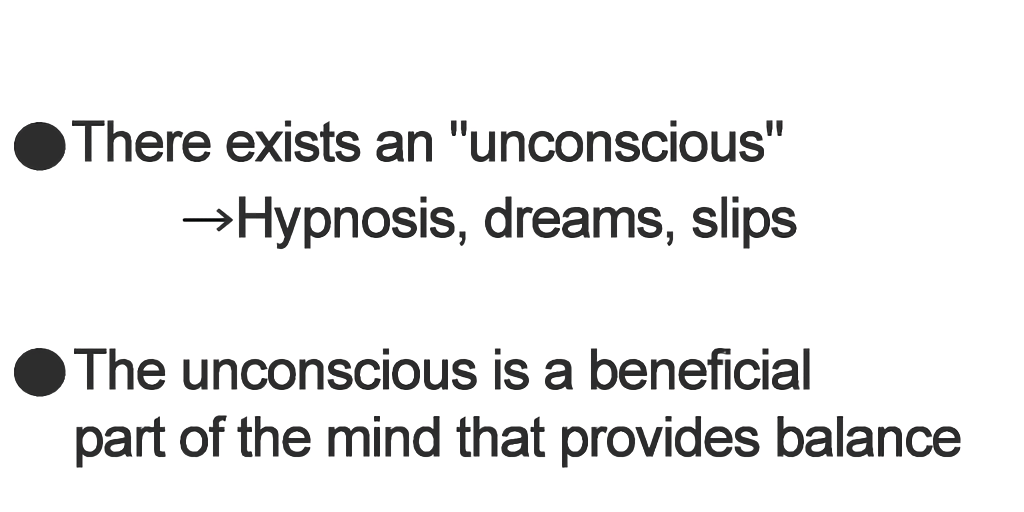 ●There exists an "unconscious"
→Hypnosis, dreams, slips
●The unconscious is a beneficial
part of the mind that provides balance